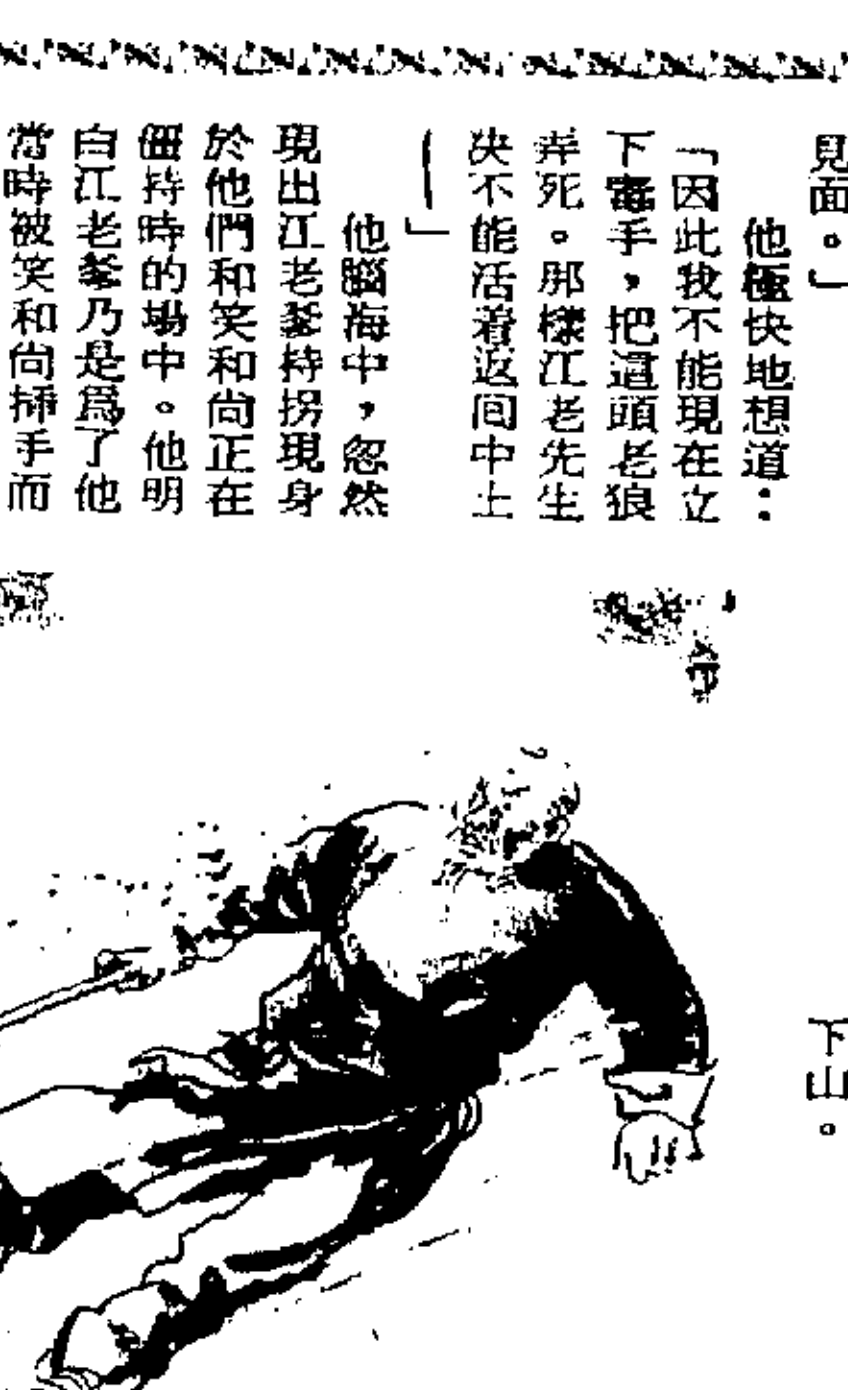 見面。」
他極快地想道：
「因此我不能現在立
下毒手，把這頭老狼
弄死。那樣江老先生
決不能活着返回中土
—」
他腦海中，忽然
現出江老爹持拐現身
於他們和笑和尚正在
僵持時的場中。他明
白江老爹乃是爲了他
當時被笑和尚揷手而
下山。